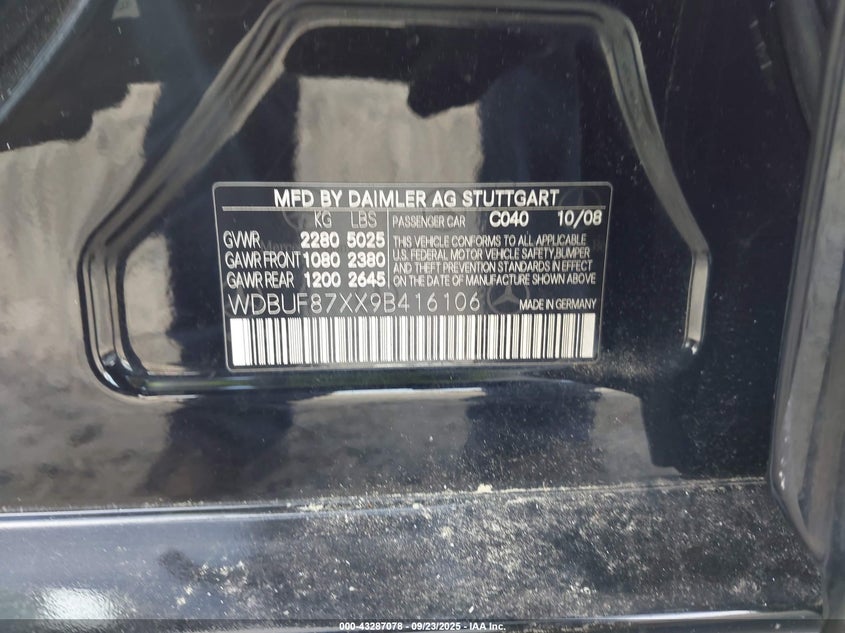 MFD BY DAIMLER AG STUTTGART
KG LBS PASSENGER CAR C040 10/08
GVWR 2280 5025
GAWR FRONT 1080 2380
GAWR REAR 1200 2645
THIS VEHICLE CONFORMS TO ALL APPLICABLE
U.S. FEDERAL MOTOR VEHICLE SAFETY,BUMPER
AND THEFT PREVENTION STANDARDS IN EFFECT
ON THE DATE OF MANUFACTURE SHOWN ABOVE
WDBUF87XX9B416106 MADE IN GERMANY
000-43287078 - 09/23/2025 - IAA Inc.